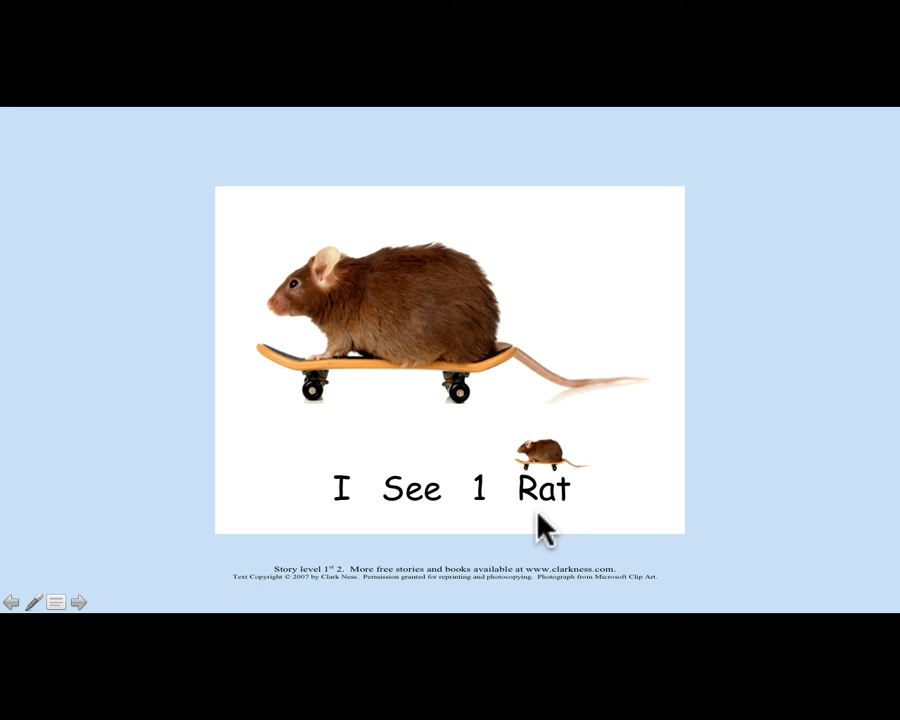 I See 1 Rat
Story level 1st 2. More free stories and books available at www.clarkness.com.
Text Copyright © 2007 by Clark Ness. Permission granted for reprinting and photocopying. Photograph from Microsoft Clip Art.